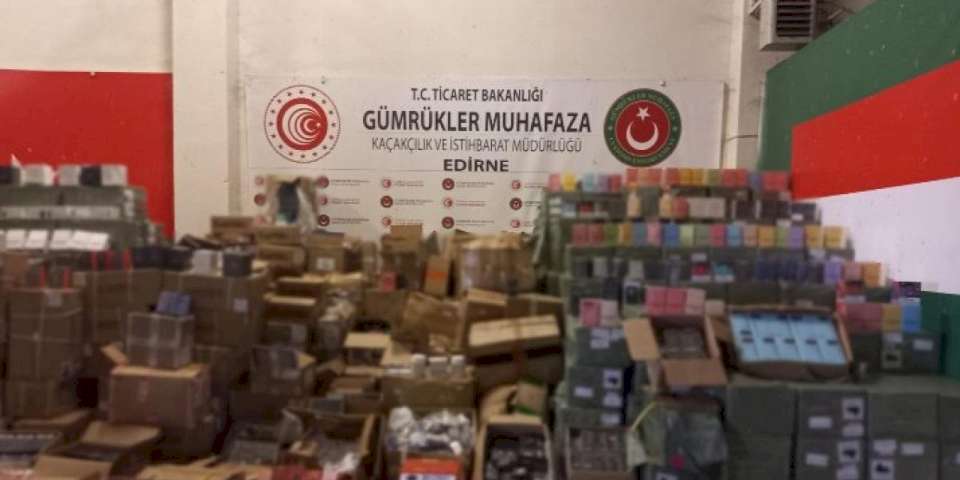 T.C. TİCARET BAKANLIĞI
GÜMRÜKLER MUHAFAZA
KAÇAKÇILIK VE İSTİHBARAT MÜDÜRLÜĞÜ
EDİRNE